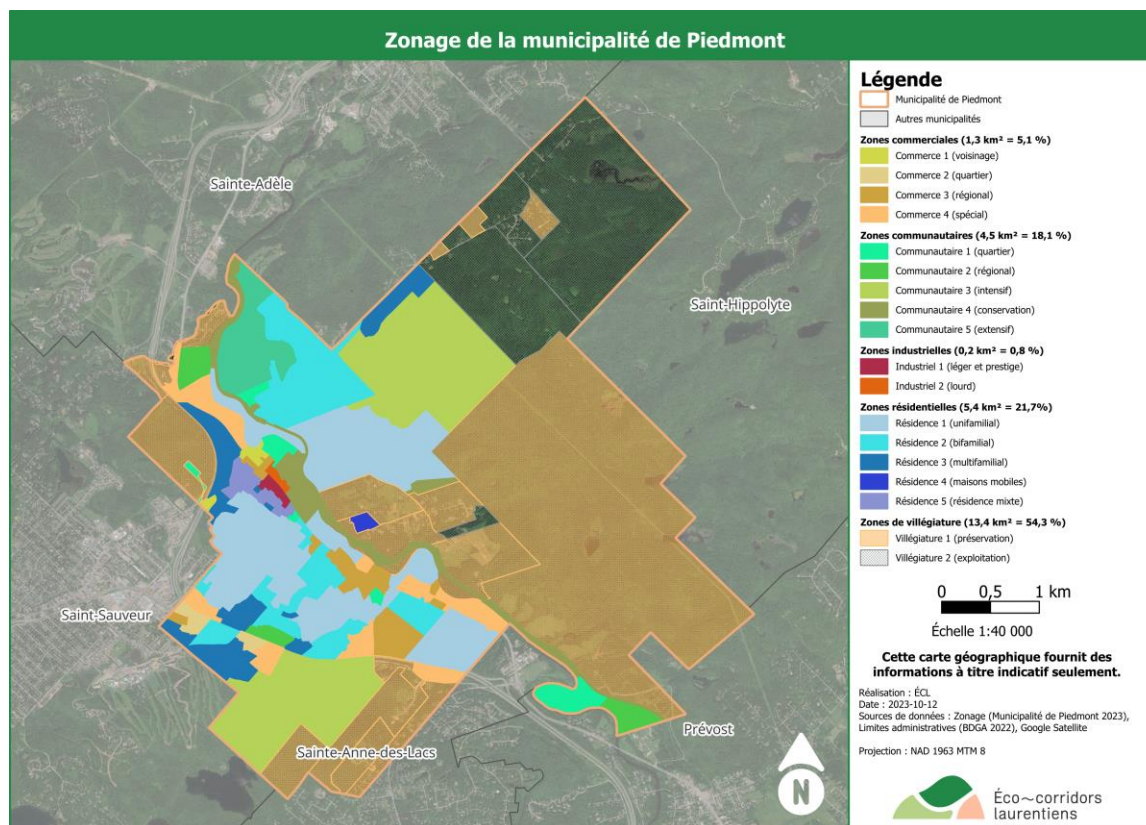 Zonage de la municipalité de Piedmont
Sainte-Adèle
Saint-Hippolyte
Saint-Sauveur
Prévost
Sainte-Anne-des-Lacs
Légende
Municipalité de Piedmont
Autres municipalités
Zones commerciales (1,3 km² = 5,1 %)
Commerce 1 (voisinage)
Commerce 2 (quartier)
Commerce 3 (régional)
Commerce 4 (spécial)
Zones communautaires (4,5 km² = 18,1 %)
Communautaire 1 (quartier)
Communautaire 2 (régional)
Communautaire 3 (intensif)
Communautaire 4 (conservation)
Communautaire 5 (extensif)
Zones industrielles (0,2 km² = 0,8 %)
Industriel 1 (léger et prestige)
Industriel 2 (lourd)
Zones résidentielles (5,4 km² = 21,7%)
Résidence 1 (unifamilial)
Résidence 2 (bifamilial)
Résidence 3 (multifamilial)
Résidence 4 (maisons mobiles)
Résidence 5 (résidence mixte)
Zones de villégiature (13,4 km² = 54,3 %)
Villégiature 1 (préservation)
Villégiature 2 (exploitation)
0 0,5 1 km
Échelle 1:40 000
Cette carte géographique fournit des
informations à titre indicatif seulement.
Réalisation : ÉCL
Date : 2023-10-12
Sources de données : Zonage (Municipalité de Piedmont 2023),
Limites administratives (BDGA 2022), Google Satellite
Projection : NAD 1963 MTM 8
N
Éco~corridors
laurentiens